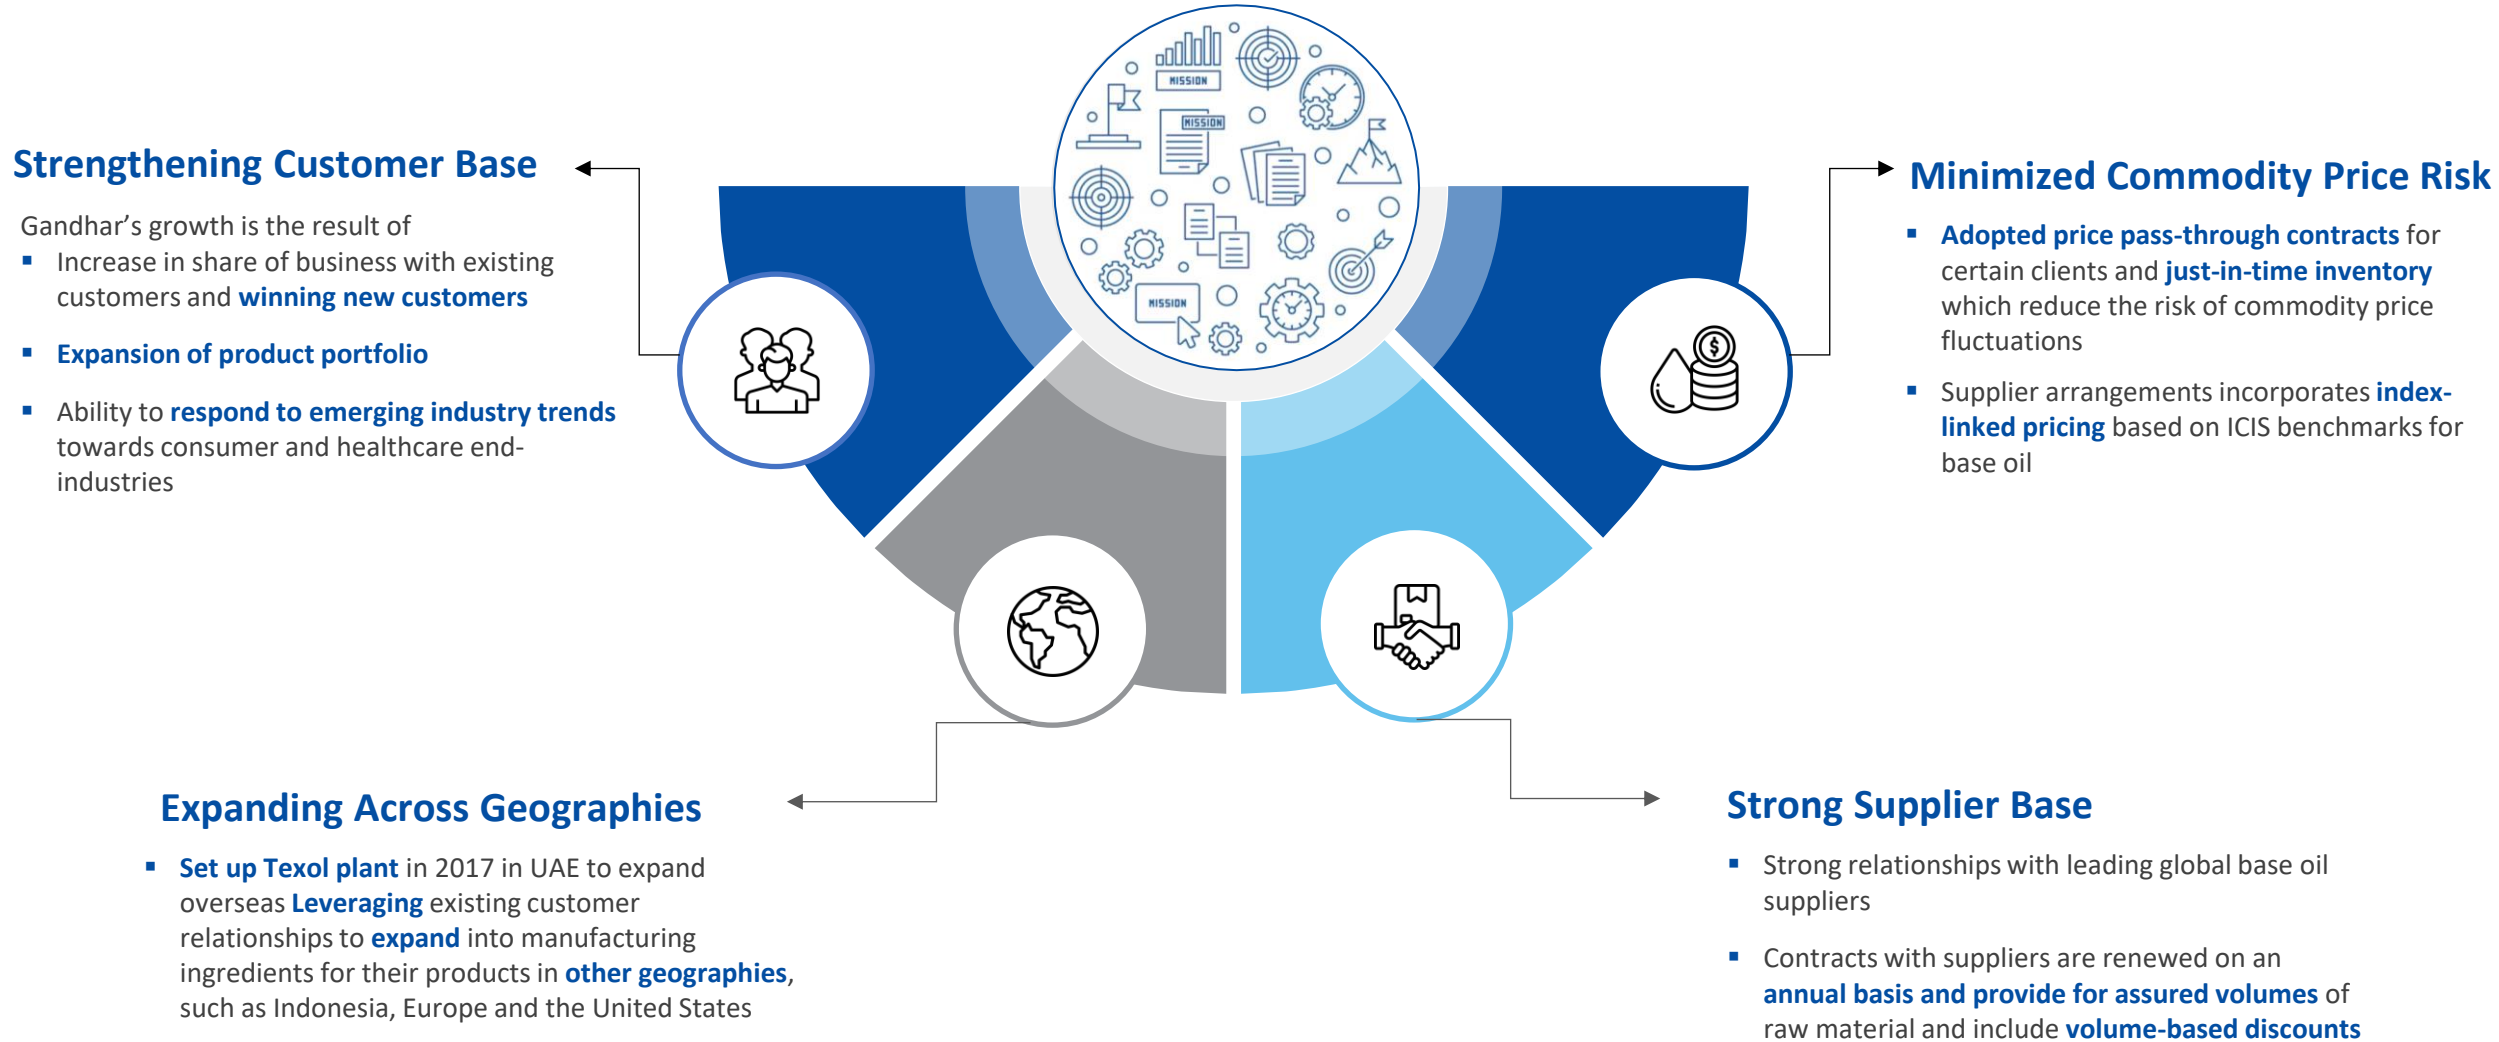 MISSION
MISSION
MISSION
Strengthening Customer Base
Gandhar’s growth is the result of
▪ Increase in share of business with existing
customers and winning new customers
▪ Expansion of product portfolio
▪ Ability to respond to emerging industry trends
towards consumer and healthcare end-
industries
Minimized Commodity Price Risk
▪ Adopted price pass-through contracts for
certain clients and just-in-time inventory
which reduce the risk of commodity price
fluctuations
▪ Supplier arrangements incorporates index-
linked pricing based on ICIS benchmarks for
base oil
Expanding Across Geographies
▪ Set up Texol plant in 2017 in UAE to expand
overseas Leveraging existing customer
relationships to expand into manufacturing
ingredients for their products in other geographies,
such as Indonesia, Europe and the United States
Strong Supplier Base
▪ Strong relationships with leading global base oil
suppliers
▪ Contracts with suppliers are renewed on an
annual basis and provide for assured volumes of
raw material and include volume-based discounts